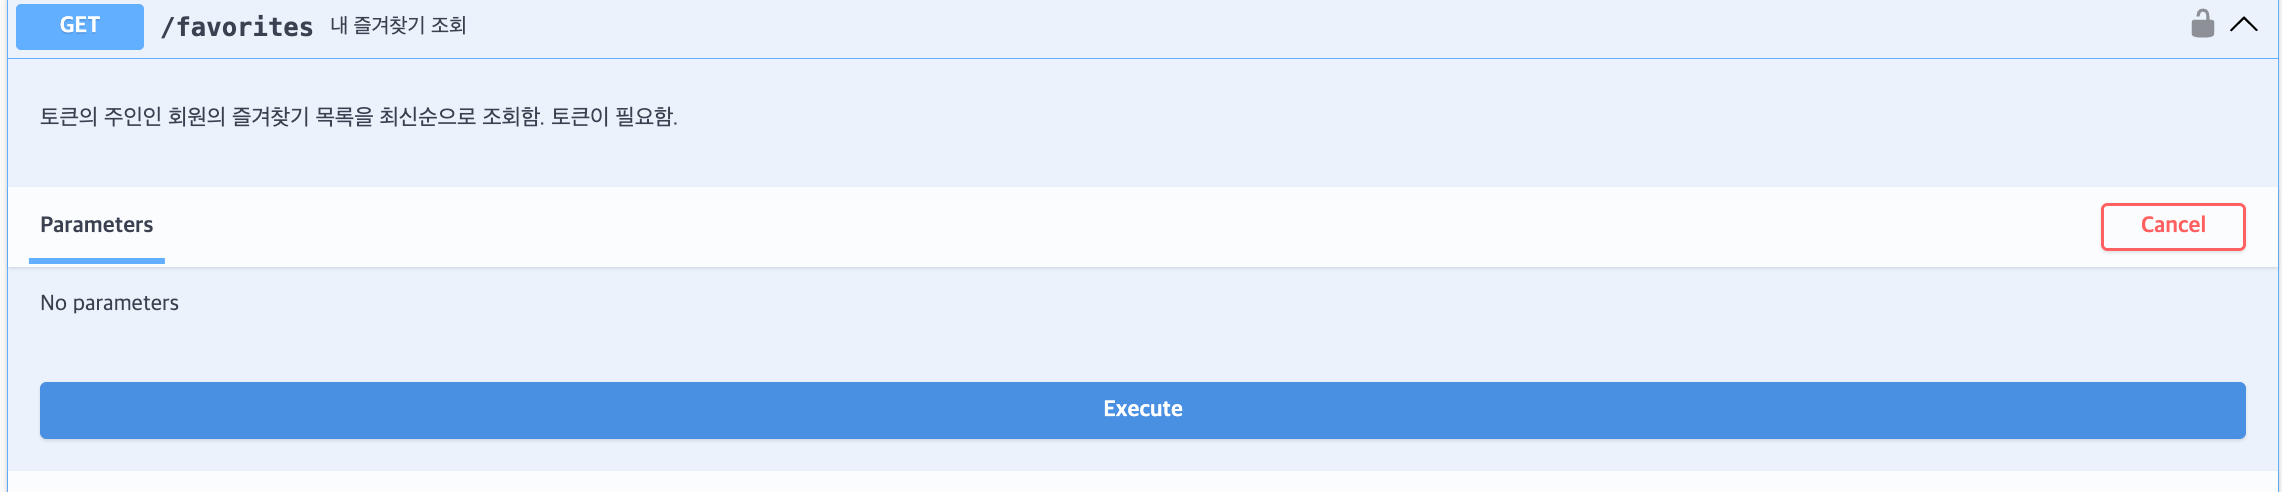 GET /favorites 내 즐겨찾기 조회
토큰의 주인인 회원의 즐겨찾기 목록을 최신순으로 조회함. 토큰이 필요함.
Parameters Cancel
No parameters
Execute